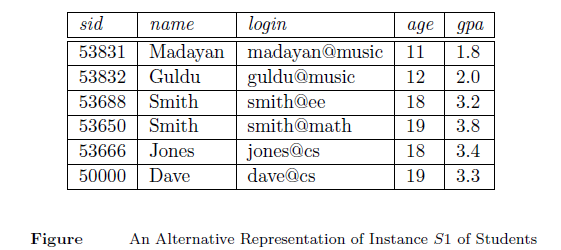 sid name login age gpa
53831 Madayan madayan@music 11 1.8
53832 Guldu guldu@music 12 2.0
53688 Smith smith@ee 18 3.2
53650 Smith smith@math 19 3.8
53666 Jones jones@cs 18 3.4
50000 Dave dave@cs 19 3.3
Figure An Alternative Representation of Instance S1 of Students